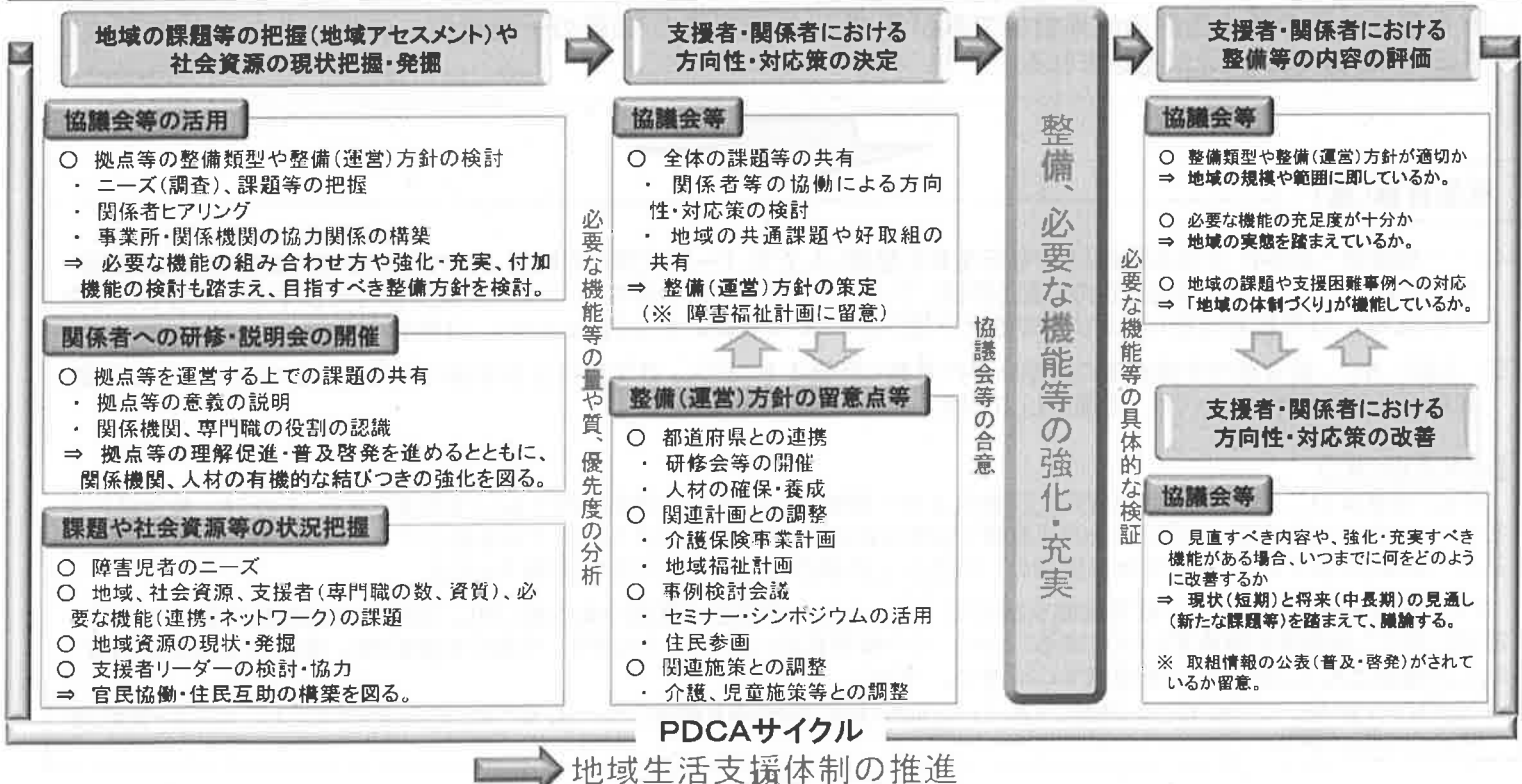 地域の課題等の把握(地域アセスメント)や
社会資源の現状把握・発掘
協議会等の活用
○ 拠点等の整備類型や整備(運営)方針の検討
・ ニーズ(調査)、課題等の把握
・ 関係者ヒアリング
・ 事業所・関係機関の協力関係の構築
⇒ 必要な機能の組み合わせ方や強化・充実、付加
機能の検討も踏まえ、目指すべき整備方針を検討。
関係者への研修・説明会の開催
○ 拠点等を運営する上での課題の共有
・ 拠点等の意義の説明
・ 関係機関、専門職の役割の認識
⇒ 拠点等の理解促進・普及啓発を進めるとともに、
関係機関、人材の有機的な結びつきの強化を図る。
課題や社会資源等の状況把握
○ 障害児者のニーズ
○ 地域、社会資源、支援者(専門職の数、資質)、必
要な機能(連携・ネットワーク)の課題
○ 地域資源の現状・発掘
○ 支援者リーダーの検討・協力
⇒ 官民協働・住民互助の構築を図る。
必要な機能等の量や質、優先度の分析
支援者・関係者における
方向性・対応策の決定
協議会等
○ 全体の課題等の共有
・ 関係者等の協働による方向
性・対応策の検討
・ 地域の共通課題や好取組の
共有
⇒ 整備(運営)方針の策定
(※ 障害福祉計画に留意)
整備(運営)方針の留意点等
○ 都道府県との連携
・ 研修会等の開催
・ 人材の確保・養成
○ 関連計画との調整
・ 介護保険事業計画
・ 地域福祉計画
○ 事例検討会議
・ セミナー・シンポジウムの活用
・ 住民参画
○ 関連施策との調整
・ 介護、児童施策等との調整
協議会等の合意
整備、必要な機能等の強化・充実
必要な機能等の具体的な検証
支援者・関係者における
整備等の内容の評価
協議会等
○ 整備類型や整備(運営)方針が適切か
⇒ 地域の規模や範囲に即しているか。
○ 必要な機能の充足度が十分か
⇒ 地域の実態を踏まえているか。
○ 地域の課題や支援困難事例への対応
⇒ 「地域の体制づくり」が機能しているか。
支援者・関係者における
方向性・対応策の改善
協議会等
○ 見直すべき内容や、強化・充実すべき
機能がある場合、いつまでに何をどのよう
に改善するか
⇒ 現状(短期)と将来(中長期)の見通し
(新たな課題等)を踏まえて、議論する。
※ 取組情報の公表(普及・啓発)がされて
いるか留意。
PDCAサイクル
地域生活支援体制の推進